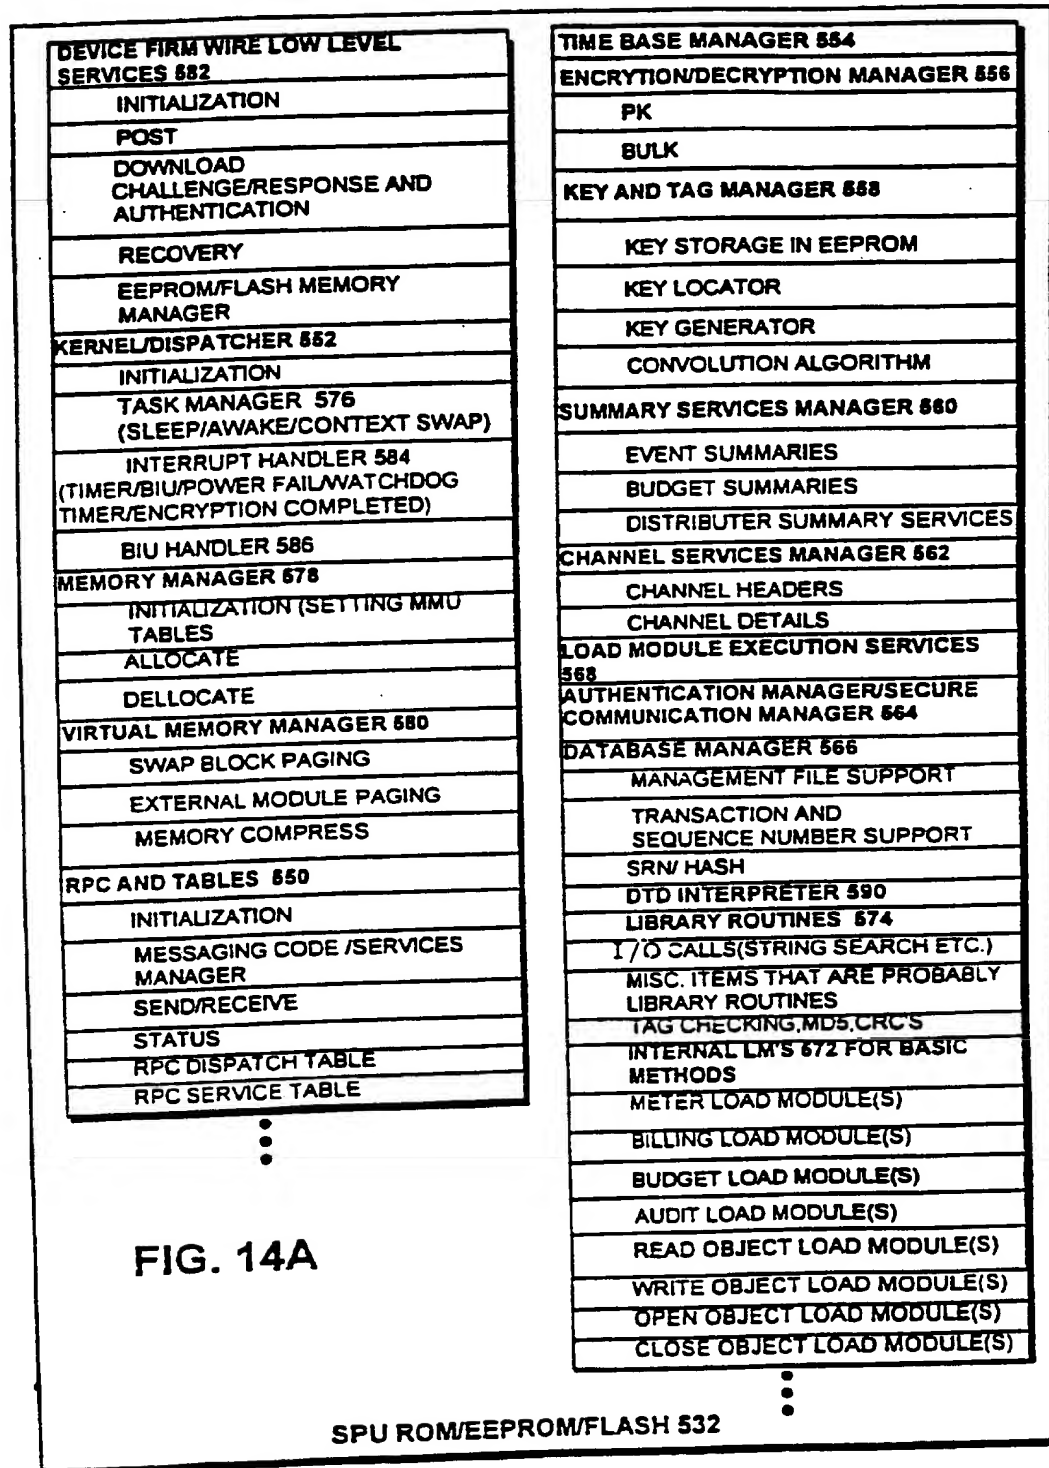 DEVICE FIRM WIRE LOW LEVEL
SERVICES 582
INITIALIZATION
POST
DOWNLOAD
CHALLENGE/RESPONSE AND
AUTHENTICATION
RECOVERY
EEPROM/FLASH MEMORY
MANAGER
KERNEL/DISPATCHER 552
INITIALIZATION
TASK MANAGER 576
(SLEEP/AWAKE/CONTEXT SWAP)
INTERRUPT HANDLER 584
(TIMER/BIU/POWER FAIL/WATCHDOG
TIMER/ENCRYPTION COMPLETED)
BIU HANDLER 586
MEMORY MANAGER 578
INITIALIZATION (SETTING MMU
TABLES
ALLOCATE
DELLOCATE
VIRTUAL MEMORY MANAGER 580
SWAP BLOCK PAGING
EXTERNAL MODULE PAGING
MEMORY COMPRESS
RPC AND TABLES 550
INITIALIZATION
MESSAGING CODE /SERVICES
MANAGER
SEND/RECEIVE
STATUS
RPC DISPATCH TABLE
RPC SERVICE TABLE
TIME BASE MANAGER 554
ENCRYTION/DECRYPTION MANAGER 556
PK
BULK
KEY AND TAG MANAGER 558
KEY STORAGE IN EEPROM
KEY LOCATOR
KEY GENERATOR
CONVOLUTION ALGORITHM
SUMMARY SERVICES MANAGER 560
EVENT SUMMARIES
BUDGET SUMMARIES
DISTRIBUTER SUMMARY SERVICES
CHANNEL SERVICES MANAGER 562
CHANNEL HEADERS
CHANNEL DETAILS
LOAD MODULE EXECUTION SERVICES
568
AUTHENTICATION MANAGER/SECURE
COMMUNICATION MANAGER 564
DATABASE MANAGER 566
MANAGEMENT FILE SUPPORT
TRANSACTION AND
SEQUENCE NUMBER SUPPORT
SRN/ HASH
DTD INTERPRETER 590
LIBRARY ROUTINES 574
I/O CALLS(STRING SEARCH ETC.)
MISC. ITEMS THAT ARE PROBABLY
LIBRARY ROUTINES
TAG CHECKING,MD5,CRC'S
INTERNAL LM'S 572 FOR BASIC
METHODS
METER LOAD MODULE(S)
BILLING LOAD MODULE(S)
BUDGET LOAD MODULE(S)
AUDIT LOAD MODULE(S)
READ OBJECT LOAD MODULE(S)
WRITE OBJECT LOAD MODULE(S)
OPEN OBJECT LOAD MODULE(S)
CLOSE OBJECT LOAD MODULE(S)
FIG. 14A
SPU ROM/EEPROM/FLASH 532